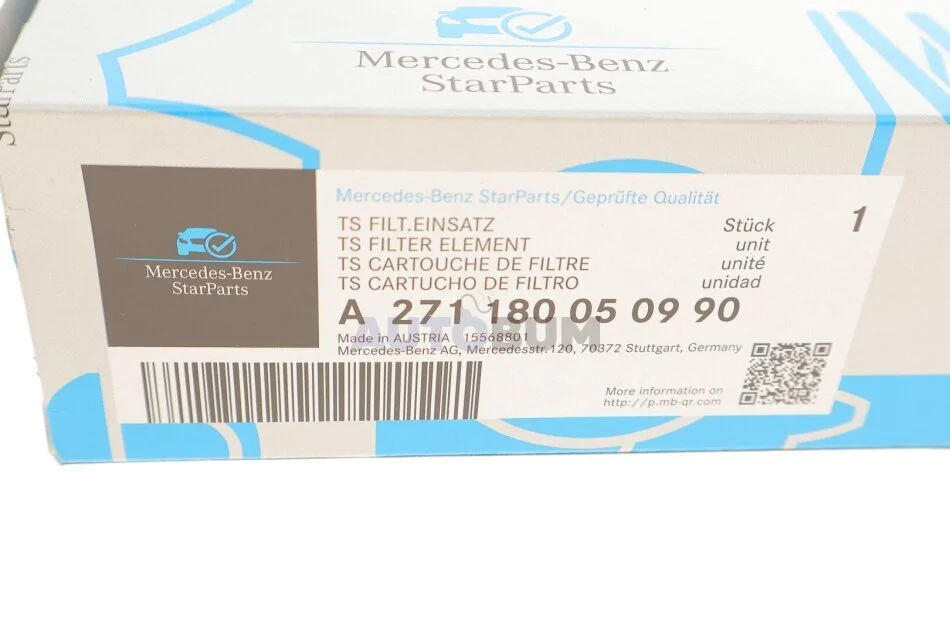 Mercedes-Benz
StarParts
StarParts
Mercedes-Benz StarParts/Geprüfte Qualität
TS FILT.EINSATZ Stück 1
TS FILTER ELEMENT unit
TS CARTOUCHE DE FILTRE unité
TS CARTUCHO DE FILTRO unidad
Mercedes-Benz
StarParts
A 271 180 05 09 90
AUTOBUM
Made in AUSTRIA 15568801
Mercedes-Benz AG, Mercedesstr.120, 70372 Stuttgart, Germany
More information on
http://p.mb-qr.com